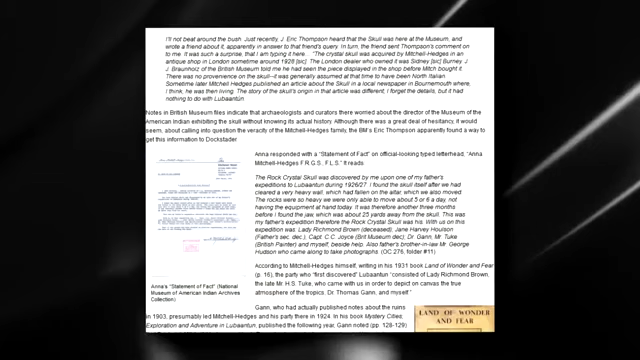 I'll not beat around the bush. Just recently, J. Eric Thompson heard that the Skull was here at the Museum, and
wrote a friend about it, apparently in answer to that friend's query. In turn, the friend sent Thompson's comment on
to me. It was such a surprise, that I am typing it here. "The crystal skull was acquired by Mitchell-Hedges in an
antique shop in London sometime around 1928 [sic]. The London dealer who owned it was Sidney [sic] Burney. J.
J. Braunholz of the British Museum told me he had seen the piece displayed in the shop before Mitch bought it.
There was no provenience on the skull--it was generally assumed at that time to have been North Italian.
Sometime later Mitchell-Hedges published an article about the Skull in a local newspaper in Bournemouth where,
I think, he was then living. The story of the skull's origin in that article was different; I forget the details, but it had
nothing to do with Lubaantun
Notes in British Museum files indicate that archaeologists and curators there worried about the director of the Museum of the
American Indian exhibiting the skull without knowing its actual history. Although there was a great deal of hesitancy, it would
seem, about calling into question the veracity of the Mitchell-Hedges family, the BM's Eric Thompson apparently found a way to
get this information to Dockstader.
Anna responded with a "Statement of Fact" on official-looking typed letterhead, "Anna
Mitchell-Hedges F.R.G.S., F.L.S." It reads
The Rock Crystal Skull was discovered by me upon one of my father's
expeditions to Lubaantun during 1926/27. I found the skull itself after we had
cleared a very heavy wall, which had fallen on the altar, which we also moved.
The rocks were so heavy we were only able to move about 5 or 6 a day, not
having the equipment at hand today. It was therefore another three months
before I found the jaw, which was about 25 yards away from the skull. This was
my father's expedition therefore the Rock Crystal Skull was his. With us on this
expedition was: Lady Richmond Brown (deceased), Jane Harvey Houlson
(Father's sec. dec.), Capt. C.C. Joyce (Brit Museum dec), Dr. Gann, Mr. Tuke
(British Painter) and myself, beside help. Also father's brother-in-law Mr. George
Hudson who came along to take photographs. (OC 276, folder #11)
According to Mitchell-Hedges himself, writing in his 1931 book Land of Wonder and Fear
(p. 16), the party who "first discovered" Lubaantun "consisted of Lady Richmond Brown,
the late Mr. H.S. Tuke, who came with us in order to depict on canvas the true
atmosphere of the tropics, Dr. Thomas Gann, and myself."
Anna's "Statement of Fact" (National
Museum of American Indian Archives
Collection)
Gann, who had actually published notes about the ruins
in 1903, presumably led Mitchell-Hedges and his party there in 1924. In his book Mystery Cities:
Exploration and Adventure in Lubaantun, published the following year, Gann noted (pp. 128-129)
LAND OF WONDER
AND FEAR